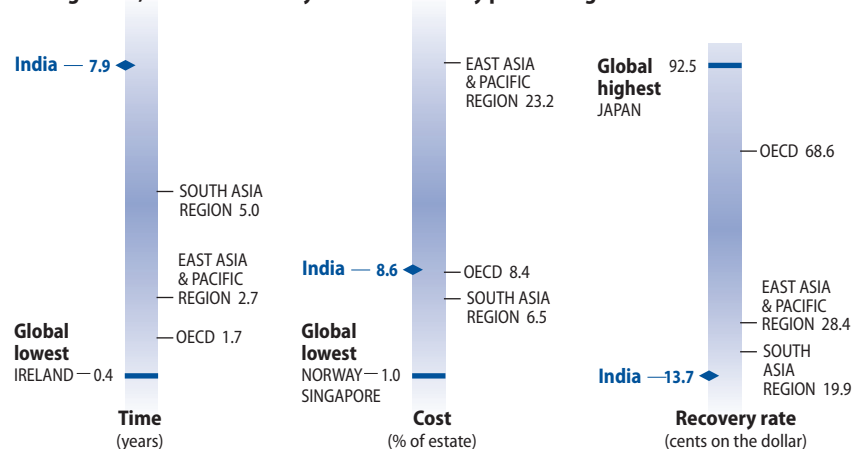 India — 7.9
SOUTH ASIA
REGION 5.0
EAST ASIA
& PACIFIC
REGION 2.7
OECD 1.7
Global
lowest
IRELAND — 0.4
Time
(years)
EAST ASIA
& PACIFIC
REGION 23.2
India — 8.6
OECD 8.4
SOUTH ASIA
REGION 6.5
Global
lowest
NORWAY — 1.0
SINGAPORE
Cost
(% of estate)
Global 92.5
highest
JAPAN
OECD 68.6
EAST ASIA
& PACIFIC
REGION 28.4
SOUTH
ASIA
REGION 19.9
India — 13.7
Recovery rate
(cents on the dollar)